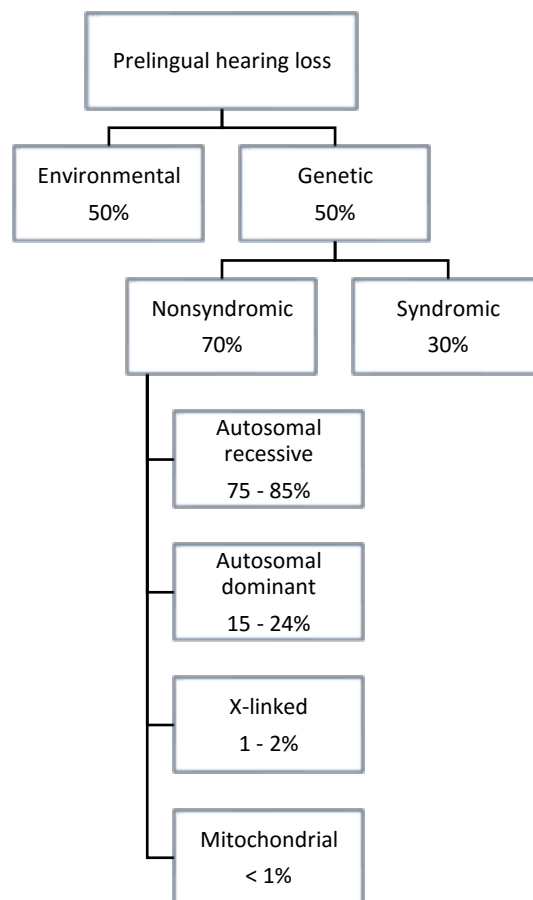 Prelingual hearing loss
Environmental
50%
Genetic
50%
Nonsyndromic
70%
Syndromic
30%
Autosomal
recessive
75 - 85%
Autosomal
dominant
15 - 24%
X-linked
1 - 2%
Mitochondrial
< 1%